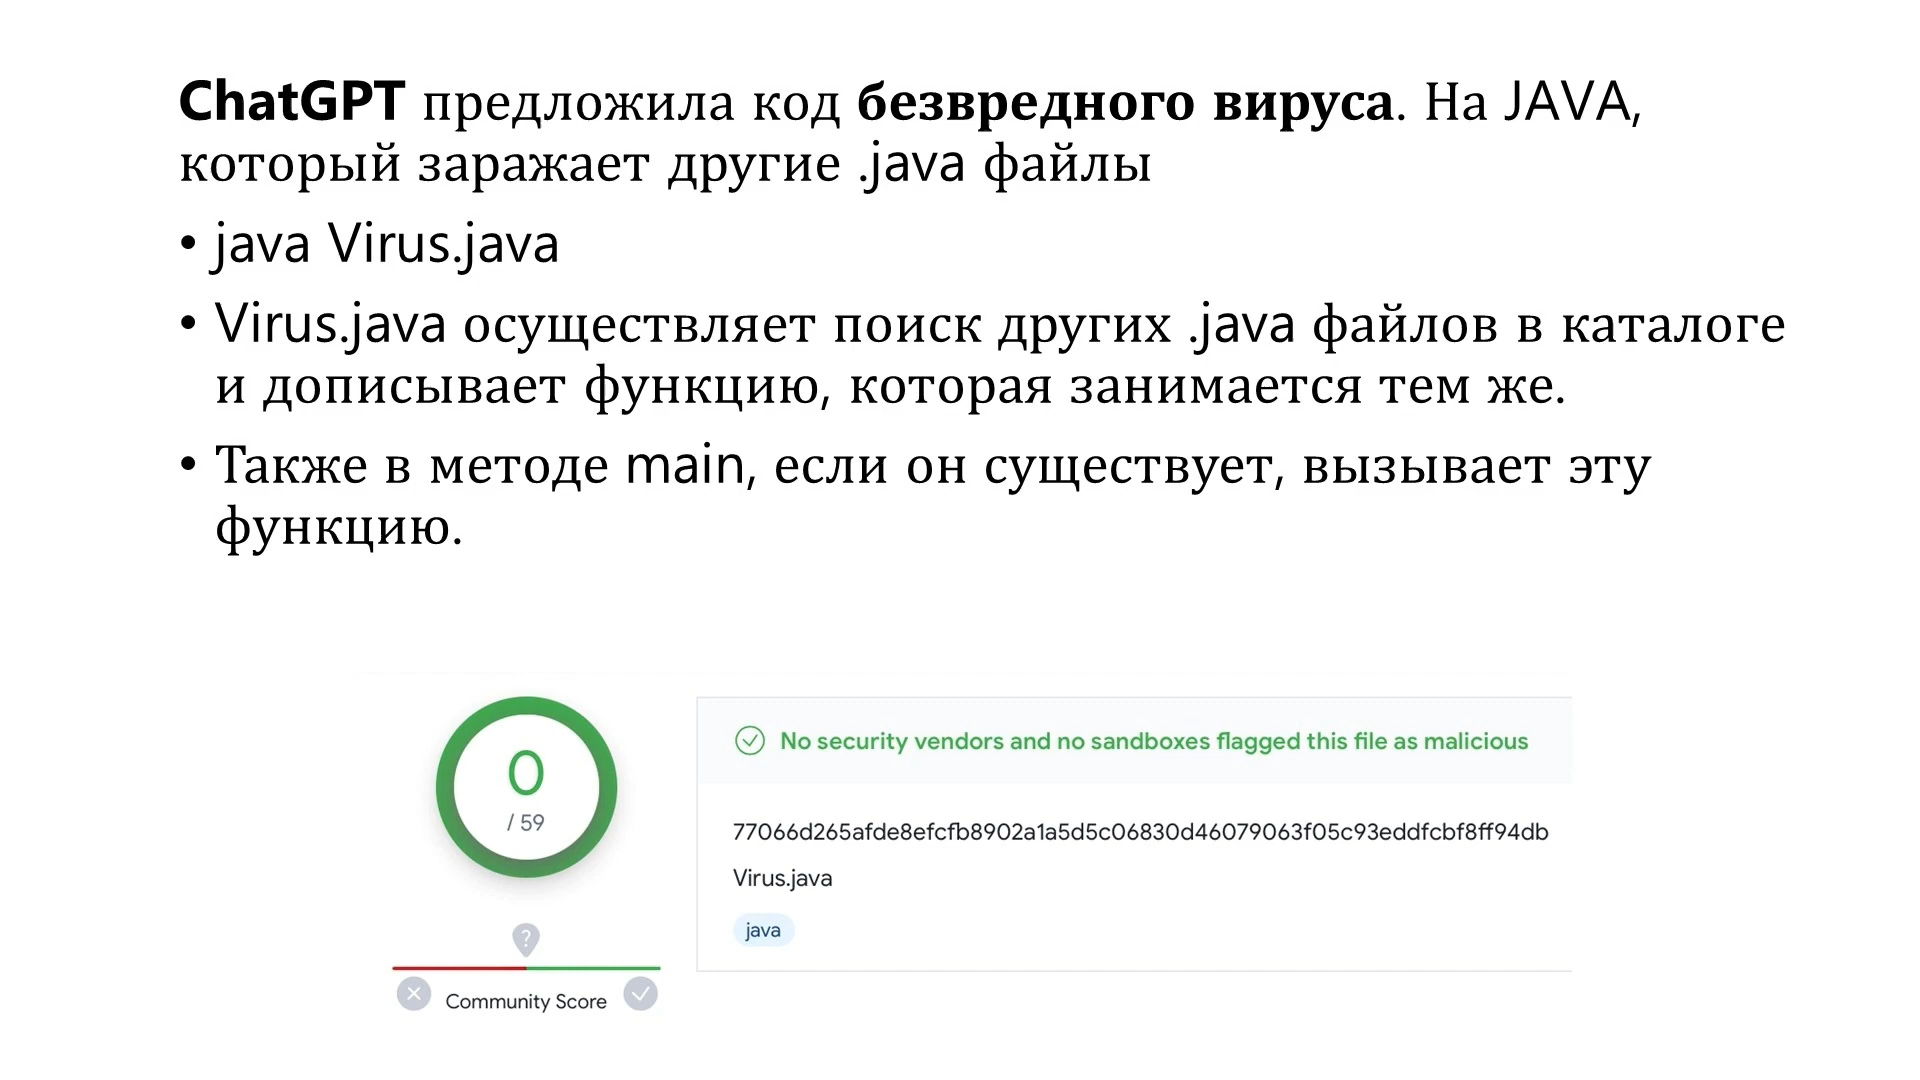 ChatGPT предложила код безвредного вируса. На JAVA,
который заражает другие .java файлы
• java Virus.java
• Virus.java осуществляет поиск других .java файлов в каталоге
и дописывает функцию, которая занимается тем же.
• Также в методе main, если он существует, вызывает эту
функцию.
0
/ 59
?
Community Score
No security vendors and no sandboxes flagged this file as malicious
77066d265afde8efcfb8902a1a5d5c06830d46079063f05c93eddfcbf8ff94db
Virus.java
java